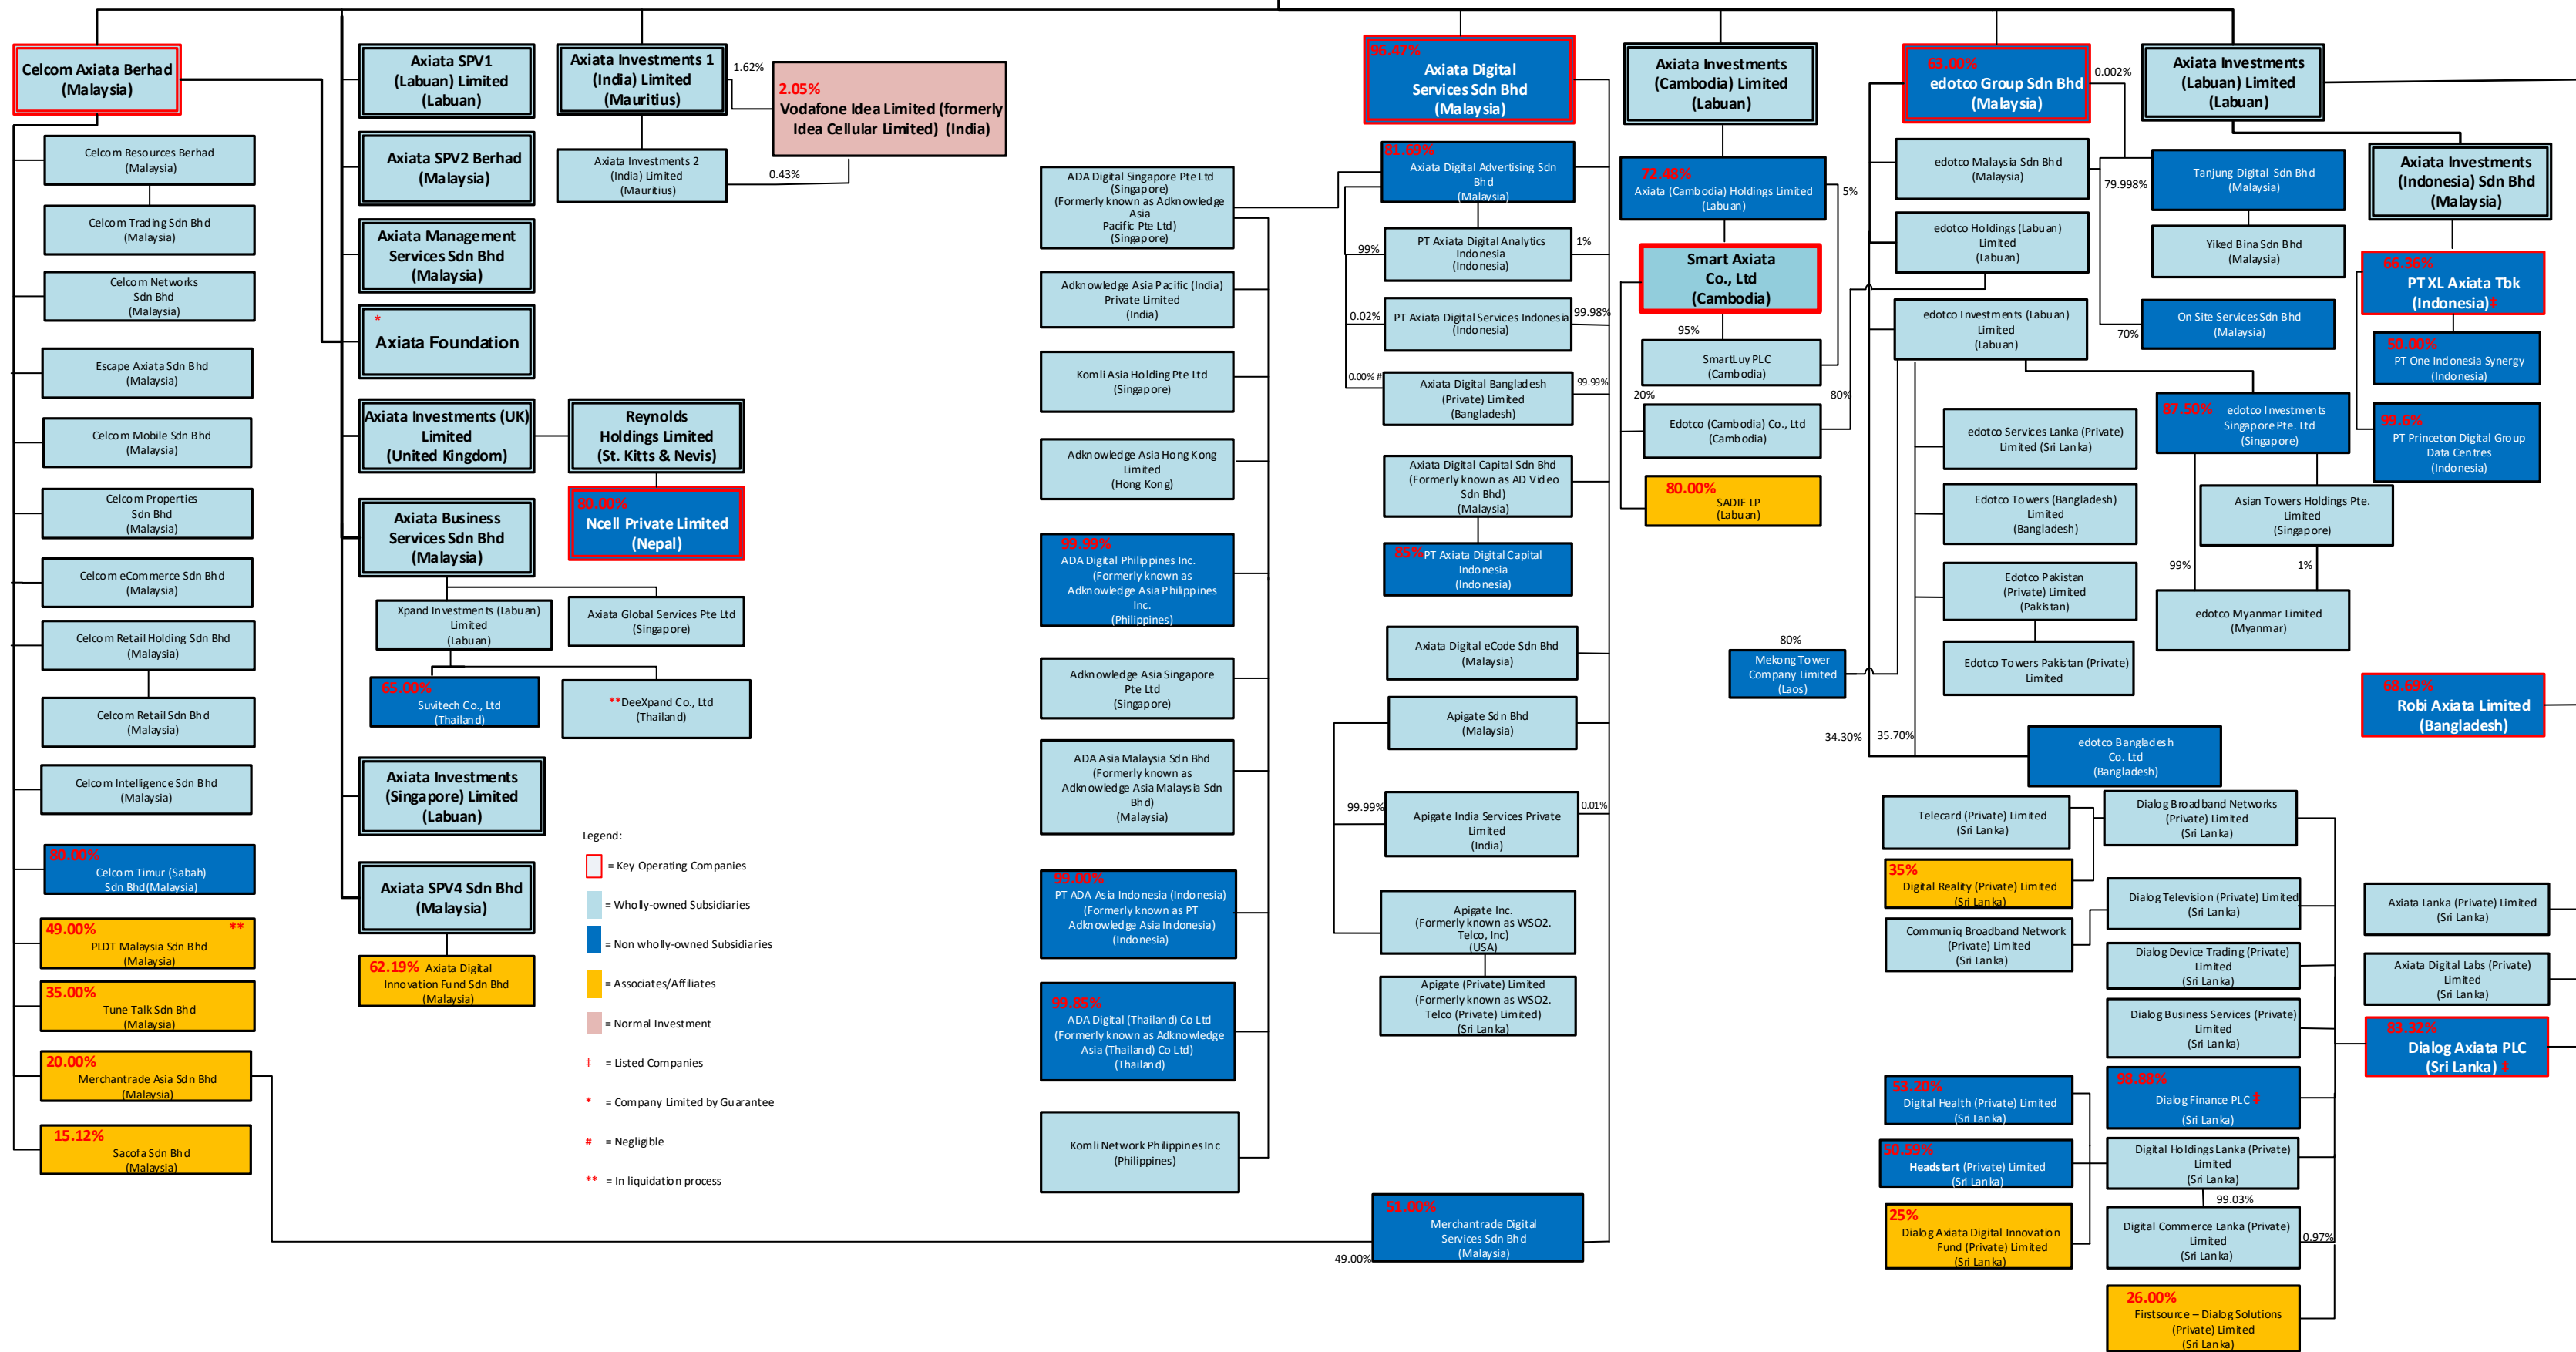 Celcom Axiata Berhad
(Malaysia)
Celcom Resources Berhad
(Malaysia)
Celcom Trading Sdn Bhd
(Malaysia)
Celcom Networks
Sdn Bhd
(Malaysia)
Escape Axiata Sdn Bhd
(Malaysia)
Celcom Mobile Sdn Bhd
(Malaysia)
Celcom Properties
Sdn Bhd
(Malaysia)
Celcom eCommerce Sdn Bhd
(Malaysia)
Celcom Retail Holding Sdn Bhd
(Malaysia)
Celcom Retail Sdn Bhd
(Malaysia)
Celcom Intelligence Sdn Bhd
(Malaysia)
80.00%
Celcom Timur (Sabah)
Sdn Bhd(Malaysia)
49.00% **
PLDT Malaysia Sdn Bhd
(Malaysia)
35.00%
Tune Talk Sdn Bhd
(Malaysia)
20.00%
Merchantrade Asia Sdn Bhd
(Malaysia)
15.12%
Sacofa Sdn Bhd
(Malaysia)
Axiata SPV1
(Labuan) Limited
(Labuan)
Axiata SPV2 Berhad
(Malaysia)
Axiata Management
Services Sdn Bhd
(Malaysia)
*
Axiata Foundation
Axiata Investments (UK)
Limited
(United Kingdom)
Reynolds
Holdings Limited
(St. Kitts & Nevis)
80.00%
Ncell Private Limited
(Nepal)
Axiata Business
Services Sdn Bhd
(Malaysia)
Xpand Investments (Labuan)
Limited
(Labuan)
Axiata Global Services Pte Ltd
(Singapore)
65.00%
Suvitech Co., Ltd
(Thailand)
**DeeXpand Co., Ltd
(Thailand)
Axiata Investments
(Singapore) Limited
(Labuan)
Axiata SPV4 Sdn Bhd
(Malaysia)
62.19% Axiata Digital
Innovation Fund Sdn Bhd
(Malaysia)
Axiata Investments 1
(India) Limited
(Mauritius)
1.62%
2.05%
Vodafone Idea Limited (formerly
Idea Cellular Limited) (India)
Axiata Investments 2
(India) Limited
(Mauritius)
0.43%
Legend:
= Key Operating Companies
= Wholly-owned Subsidiaries
= Non wholly-owned Subsidiaries
= Associates/Affiliates
= Normal Investment
‡ = Listed Companies
* = Company Limited by Guarantee
# = Negligible
** = In liquidation process
ADA Digital Singapore Pte Ltd
(Singapore)
(Formerly known as Adknowledge
Asia
Pacific Pte Ltd)
(Singapore)
Adknowledge Asia Pacific (India)
Private Limited
(India)
Komli Asia Holding Pte Ltd
(Singapore)
Adknowledge Asia Hong Kong
Limited
(Hong Kong)
99.99%
ADA Digital Philippines Inc.
(Formerly known as
Adknowledge Asia Philippines
Inc.
(Philippines)
Adknowledge Asia Singapore
Pte Ltd
(Singapore)
ADA Asia Malaysia Sdn Bhd
(Formerly known as
Adknowledge Asia Malaysia Sdn
Bhd)
(Malaysia)
99.00%
PT ADA Asia Indonesia (Indonesia)
(Formerly known as PT
Adknowledge Asia Indonesia)
(Indonesia)
99.85%
ADA Digital (Thailand) Co Ltd
(Formerly known as Adknowledge
Asia (Thailand) Co Ltd)
(Thailand)
Komli Network Philippines Inc
(Philippines)
96.47%
Axiata Digital
Services Sdn Bhd
(Malaysia)
81.69%
Axiata Digital Advertising Sdn
Bhd
(Malaysia)
99%
PT Axiata Digital Analytics
Indonesia
(Indonesia)
1%
0.02%
PT Axiata Digital Services Indonesia
(Indonesia)
99.98%
0.00% #
Axiata Digital Bangladesh
(Private) Limited
(Bangladesh)
99.99%
Axiata Digital Capital Sdn Bhd
(Formerly known as AD Video
Sdn Bhd)
(Malaysia)
85% PT Axiata Digital Capital
Indonesia
(Indonesia)
Axiata Digital eCode Sdn Bhd
(Malaysia)
Apigate Sdn Bhd
(Malaysia)
99.99%
Apigate India Services Private
Limited
(India)
0.01%
Apigate Inc.
(Formerly known as WSO2.
Telco, Inc)
(USA)
Apigate (Private) Limited
(Formerly known as WSO2.
Telco (Private) Limited)
(Sri Lanka)
51.00%
Merchantrade Digital
Services Sdn Bhd
(Malaysia)
49.00%
Axiata Investments
(Cambodia) Limited
(Labuan)
72.48%
Axiata (Cambodia) Holdings Limited
(Labuan)
5%
Smart Axiata
Co., Ltd
(Cambodia)
95%
SmartLuy PLC
(Cambodia)
20%
80%
Edotco (Cambodia) Co., Ltd
(Cambodia)
80.00%
SADIF LP
(Labuan)
80%
Mekong Tower
Company Limited
(Laos)
63.00%
edotco Group Sdn Bhd
(Malaysia)
0.002%
edotco Malaysia Sdn Bhd
(Malaysia)
79.998%
Tanjung Digital Sdn Bhd
(Malaysia)
edotco Holdings (Labuan)
Limited
(Labuan)
Yiked Bina Sdn Bhd
(Malaysia)
edotco Investments (Labuan)
Limited
(Labuan)
70%
On Site Services Sdn Bhd
(Malaysia)
87.50% edotco Investments
Singapore Pte. Ltd
(Singapore)
edotco Services Lanka (Private)
Limited (Sri Lanka)
Edotco Towers (Bangladesh)
Limited
(Bangladesh)
Asian Towers Holdings Pte.
Limited
(Singapore)
99%
1%
Edotco Pakistan
(Private) Limited
(Pakistan)
edotco Myanmar Limited
(Myanmar)
Edotco Towers Pakistan (Private)
Limited
34.30%
35.70%
edotco Bangladesh
Co. Ltd
(Bangladesh)
Axiata Investments
(Labuan) Limited
(Labuan)
Axiata Investments
(Indonesia) Sdn Bhd
(Malaysia)
66.36%
PT XL Axiata Tbk
(Indonesia)‡
50.00%
PT One Indonesia Synergy
(Indonesia)
99.6%
PT Princeton Digital Group
Data Centres
(Indonesia)
68.69%
Robi Axiata Limited
(Bangladesh)
Telecard (Private) Limited
(Sri Lanka)
Dialog Broadband Networks
(Private) Limited
(Sri Lanka)
35%
Digital Reality (Private) Limited
(Sri Lanka)
Dialog Television (Private) Limited
(Sri Lanka)
Communiq Broadband Network
(Private) Limited
(Sri Lanka)
Dialog Device Trading (Private)
Limited
(Sri Lanka)
Dialog Business Services (Private)
Limited
(Sri Lanka)
Axiata Lanka (Private) Limited
(Sri Lanka)
Axiata Digital Labs (Private)
Limited
(Sri Lanka)
83.32%
Dialog Axiata PLC
(Sri Lanka) ‡
53.20%
Digital Health (Private) Limited
(Sri Lanka)
98.88%
Dialog Finance PLC ‡
(Sri Lanka)
50.59%
Headstart (Private) Limited
(Sri Lanka)
Digital Holdings Lanka (Private)
Limited
(Sri Lanka)
99.03%
25%
Dialog Axiata Digital Innovation
Fund (Private) Limited
(Sri Lanka)
Digital Commerce Lanka (Private)
Limited
(Sri Lanka)
0.97%
26.00%
Firstsource – Dialog Solutions
(Private) Limited
(Sri Lanka)